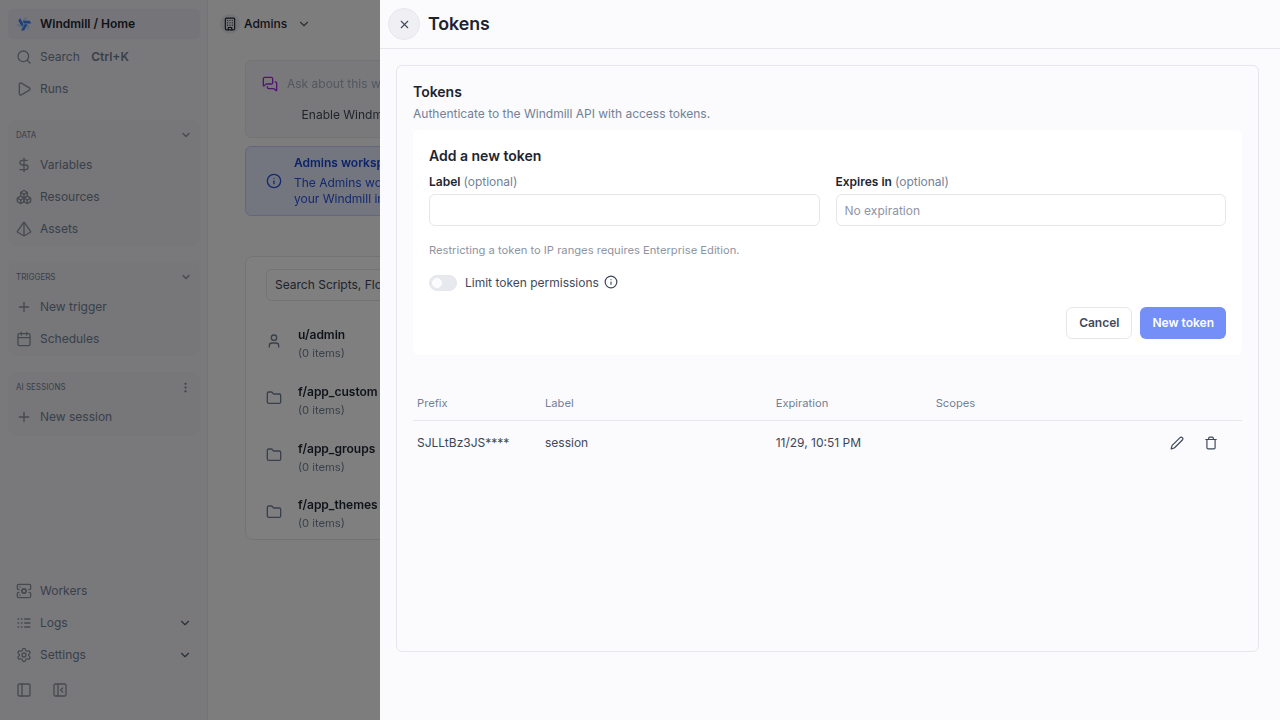 Windmill / Home
Search Ctrl+K
Runs
DATA
Variables
Resources
Assets
TRIGGERS
New trigger
Schedules
AI SESSIONS
New session
Workers
Logs
Settings
Admins
Ask about this w
Enable Windm
Admins worksp
The Admins wo
your Windmill in
Search Scripts, Flo
u/admin
(0 items)
f/app_custom
(0 items)
f/app_groups
(0 items)
f/app_themes
(0 items)
Tokens
Tokens
Authenticate to the Windmill API with access tokens.
Add a new token
Label (optional) Expires in (optional)
No expiration
Restricting a token to IP ranges requires Enterprise Edition.
Limit token permissions
Cancel New token
Prefix Label Expiration Scopes
SJLLtBz3JS**** session 11/29, 10:51 PM